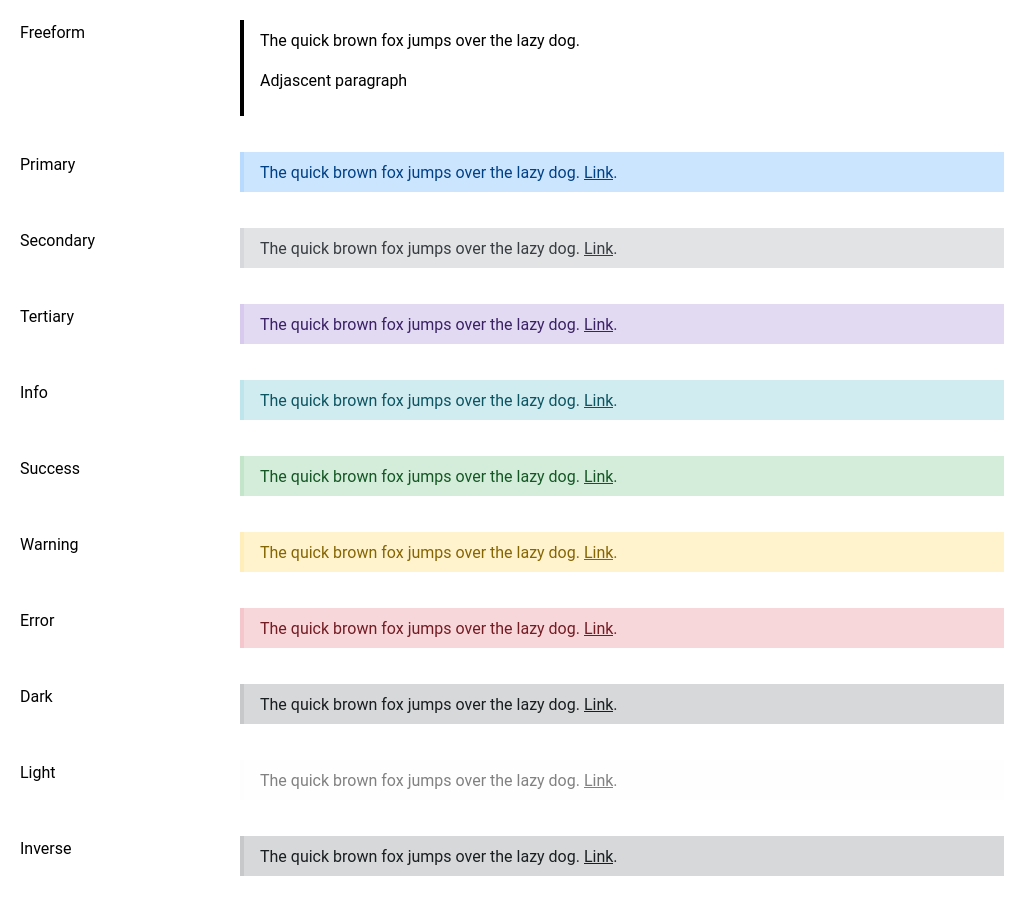 Freeform
The quick brown fox jumps over the lazy dog.
Adjascent paragraph
Primary
The quick brown fox jumps over the lazy dog. Link.
Secondary
The quick brown fox jumps over the lazy dog. Link.
Tertiary
The quick brown fox jumps over the lazy dog. Link.
Info
The quick brown fox jumps over the lazy dog. Link.
Success
The quick brown fox jumps over the lazy dog. Link.
Warning
The quick brown fox jumps over the lazy dog. Link.
Error
The quick brown fox jumps over the lazy dog. Link.
Dark
The quick brown fox jumps over the lazy dog. Link.
Light
The quick brown fox jumps over the lazy dog. Link.
Inverse
The quick brown fox jumps over the lazy dog. Link.